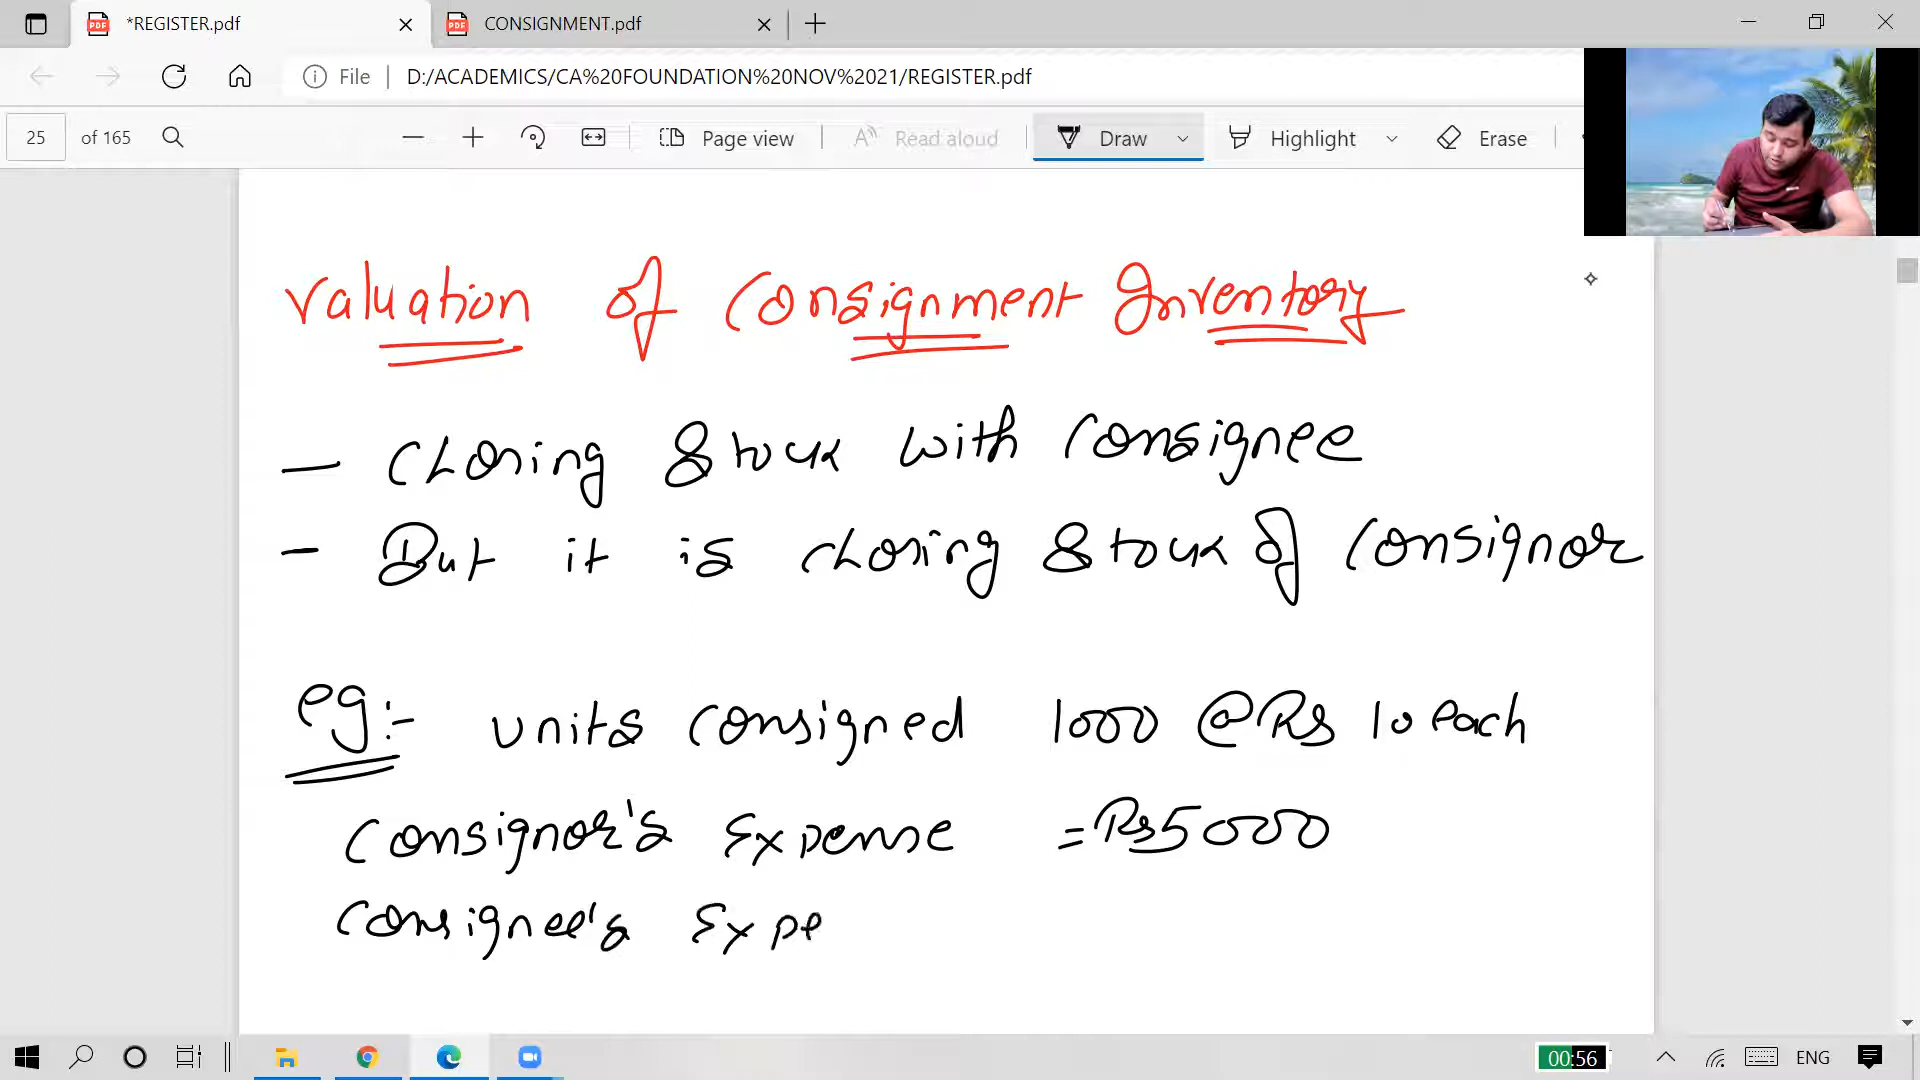 *REGISTER.pdf
CONSIGNMENT.pdf
File D:/ACADEMICS/CA%20FOUNDATION%20NOV%2021/REGISTER.pdf
25 of 165 Page view Read aloud Draw Highlight Erase
Valuation of Consignment Inventory
- Closing Stock with Consignee
- But it is closing stock of Consignor
eg:- units consigned 1000 @ Rs 10 each
Consignor's Expense = Rs 5000
Consignee's Expe
00:56 ENG